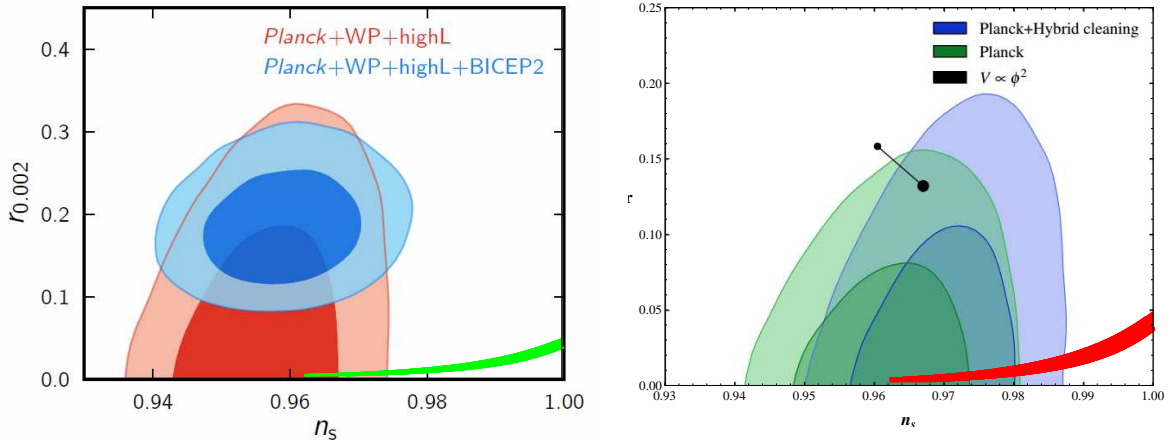 Planck+WP+highL
Planck+WP+highL+BICEP2
r0.002
0.4
0.3
0.2
0.1
0.0
0.94
0.96
0.98
1.00
ns
Planck+Hybrid cleaning
Planck
V ∝ ϕ²
0.25
0.20
0.15
0.10
0.05
0.00
0.93
0.94
0.95
0.96
0.97
0.98
0.99
1.00
ns